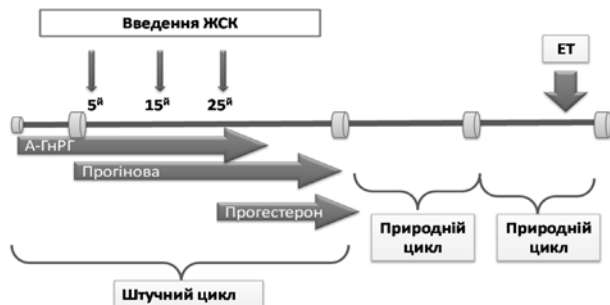 Введення ЖСК
ЕТ
5й 15й 25й
А-ГнРГ
Прогінова
Прогестерон
Природній
цикл
Природній
цикл
Штучний цикл